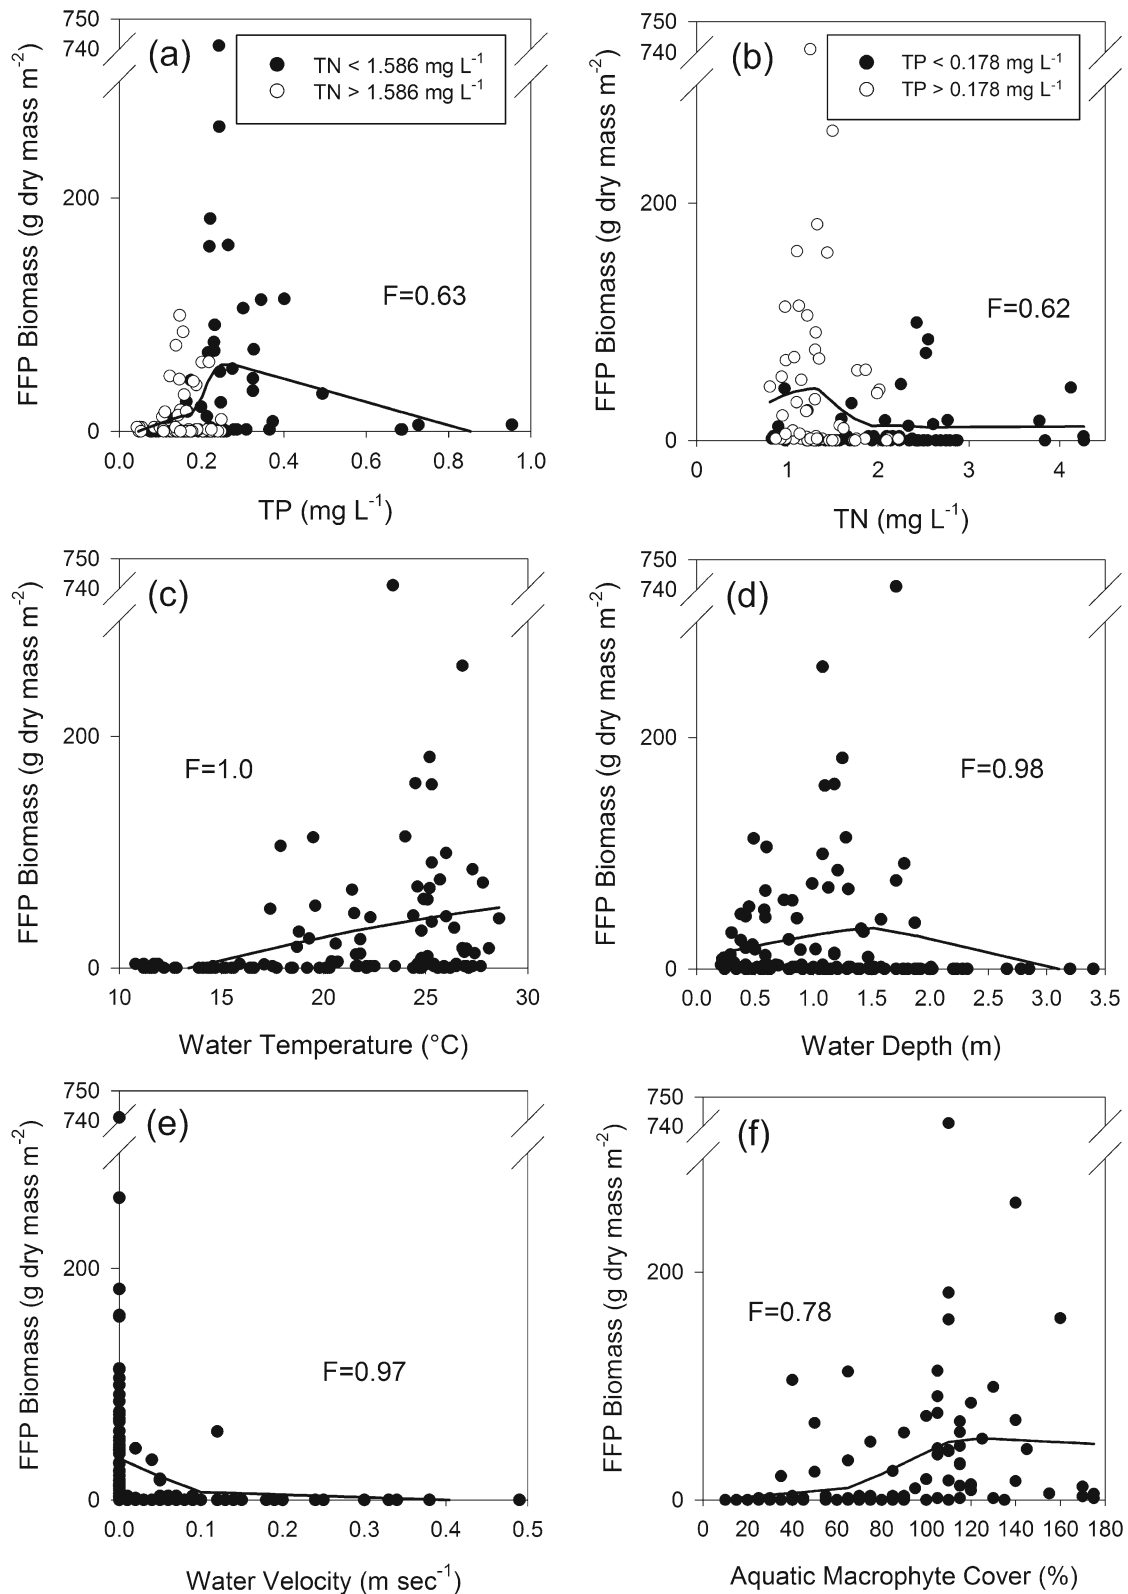 750
740
(a)
TN < 1.586 mg L⁻¹
TN > 1.586 mg L⁻¹
FFP Biomass (g dry mass m⁻²)
200
F=0.63
0
0.0 0.2 0.4 0.6 0.8 1.0
TP (mg L⁻¹)
750
740
(b)
TP < 0.178 mg L⁻¹
TP > 0.178 mg L⁻¹
FFP Biomass (g dry mass m⁻²)
200
F=0.62
0
0 1 2 3 4
TN (mg L⁻¹)
750
740
(c)
FFP Biomass (g dry mass m⁻²)
200
F=1.0
0
10 15 20 25 30
Water Temperature (°C)
750
740
(d)
FFP Biomass (g dry mass m⁻²)
200
F=0.98
0
0.0 0.5 1.0 1.5 2.0 2.5 3.0 3.5
Water Depth (m)
750
740
(e)
FFP Biomass (g dry mass m⁻²)
200
F=0.97
0
0.0 0.1 0.2 0.3 0.4 0.5
Water Velocity (m sec⁻¹)
750
740
(f)
FFP Biomass (g dry mass m⁻²)
200
F=0.78
0
0 20 40 60 80 100 120 140 160 180
Aquatic Macrophyte Cover (%)